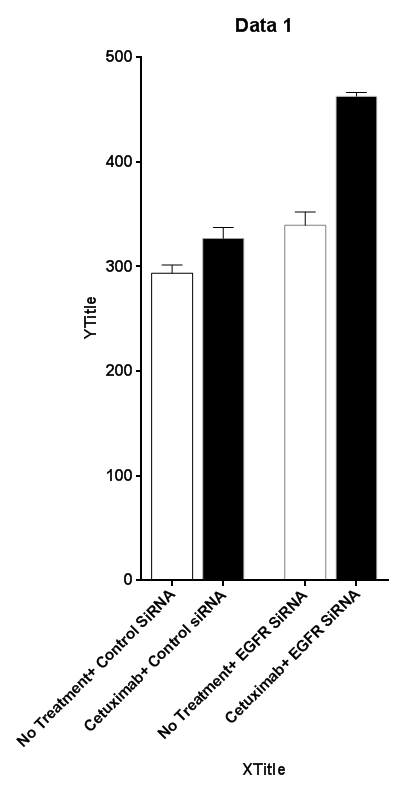 Data 1
500
400
300
200
100
0
YTitle
No Treatment+ Control SiRNA
Cetuximab+ Control siRNA
No Treatment+ EGFR SiRNA
Cetuximab+ EGFR SiRNA
XTitle